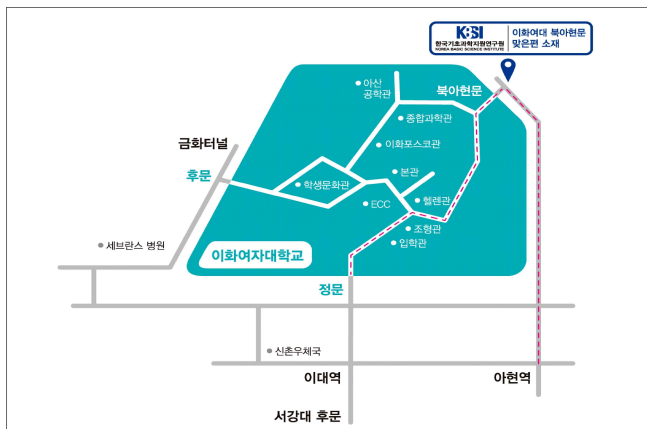 KBSI
한국기초과학지원연구원
KOREA BASIC SCIENCE INSTITUTE
이화여대 북아현문
맞은편 소재
아산
공학관
북아현문
종합과학관
금화터널
이화포스코관
후문
본관
학생문화관
ECC
헬렌관
조형관
입학관
세브란스 병원
이화여자대학교
정문
신촌우체국
이대역
아현역
서강대 후문